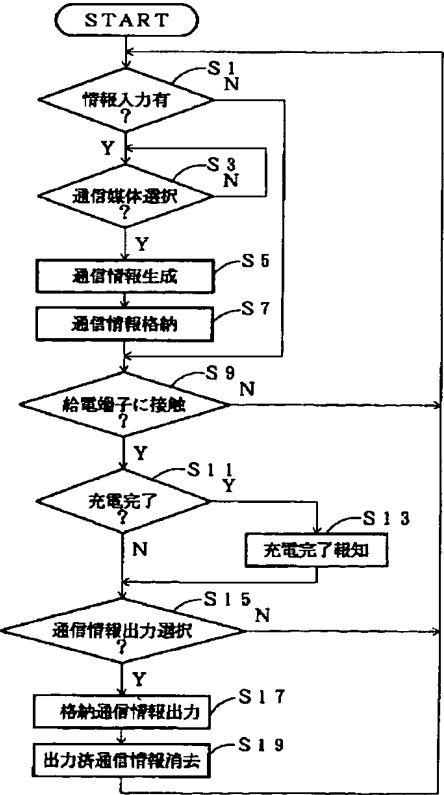 START
S1
情報入力有
?
N
Y
S3
通信媒体選択
?
N
Y
S5
通信情報生成
S7
通信情報格納
S9
給電端子に接触
?
N
Y
S11
充電完了
?
Y
S13
充電完了報知
N
S15
通信情報出力選択
?
N
Y
S17
格納通信情報出力
S19
出力済通信情報消去